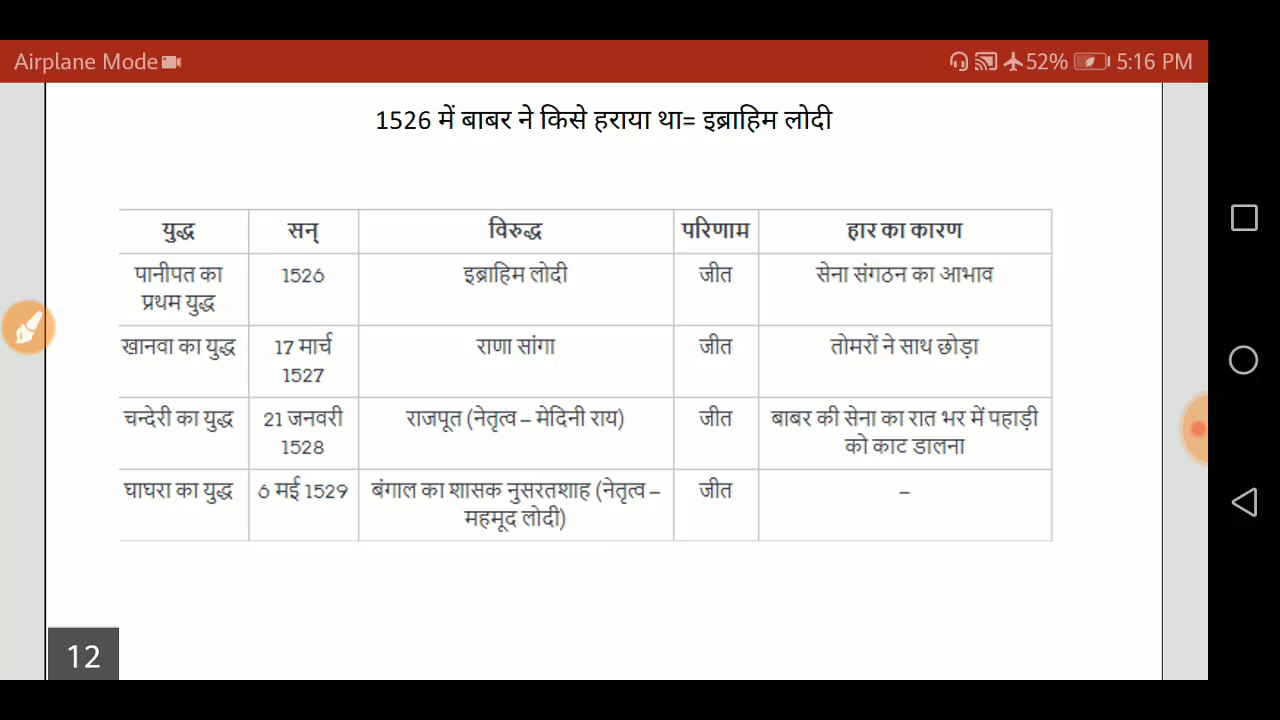 Airplane Mode 52% 5:16 PM
1526 में बाबर ने किसे हराया था= इब्राहिम लोदी
युद्ध सन् विरुद्ध परिणाम हार का कारण
पानीपत का प्रथम युद्ध 1526 इब्राहिम लोदी जीत सेना संगठन का आभाव
खानवा का युद्ध 17 मार्च 1527 राणा सांगा जीत तोमरों ने साथ छोड़ा
चन्देरी का युद्ध 21 जनवरी 1528 राजपूत (नेतृत्व – मेदिनी राय) जीत बाबर की सेना का रात भर में पहाड़ी को काट डालना
घाघरा का युद्ध 6 मई 1529 बंगाल का शासक नुसरतशाह (नेतृत्व – महमूद लोदी) जीत –
12